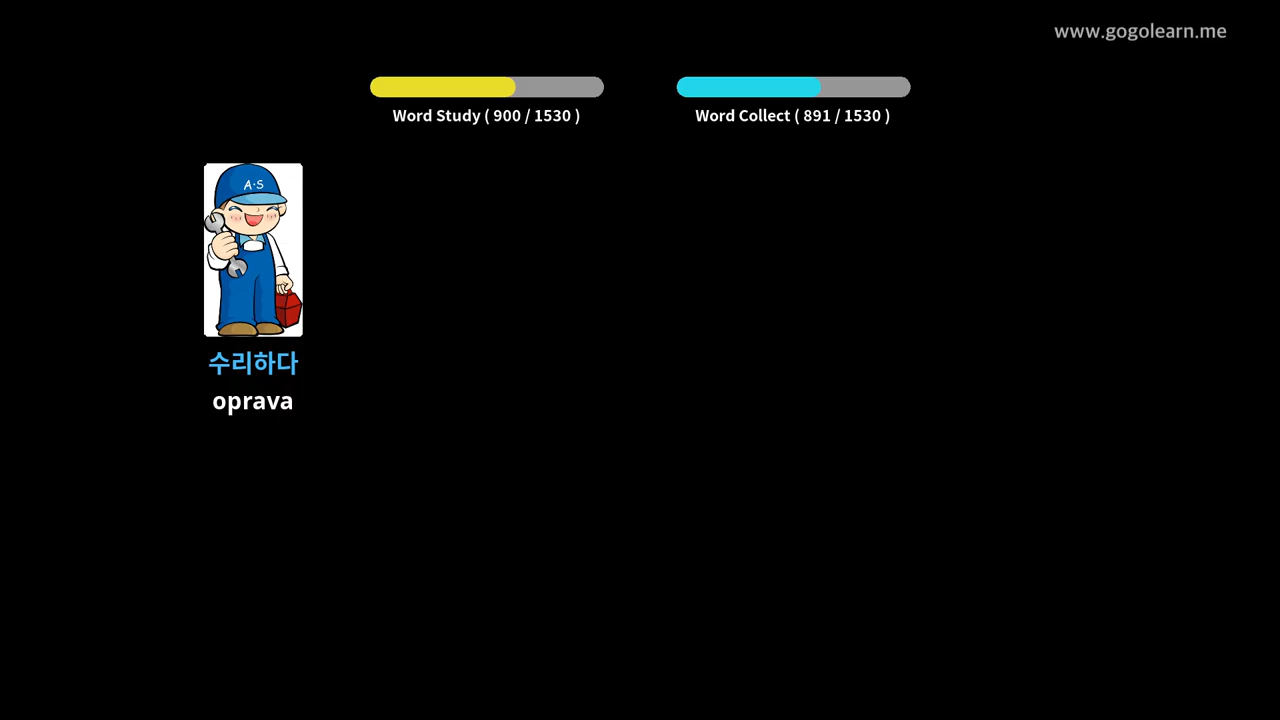 www.gogolearn.me
Word Study ( 900 / 1530 )
Word Collect ( 891 / 1530 )
A·S
수리하다
oprava